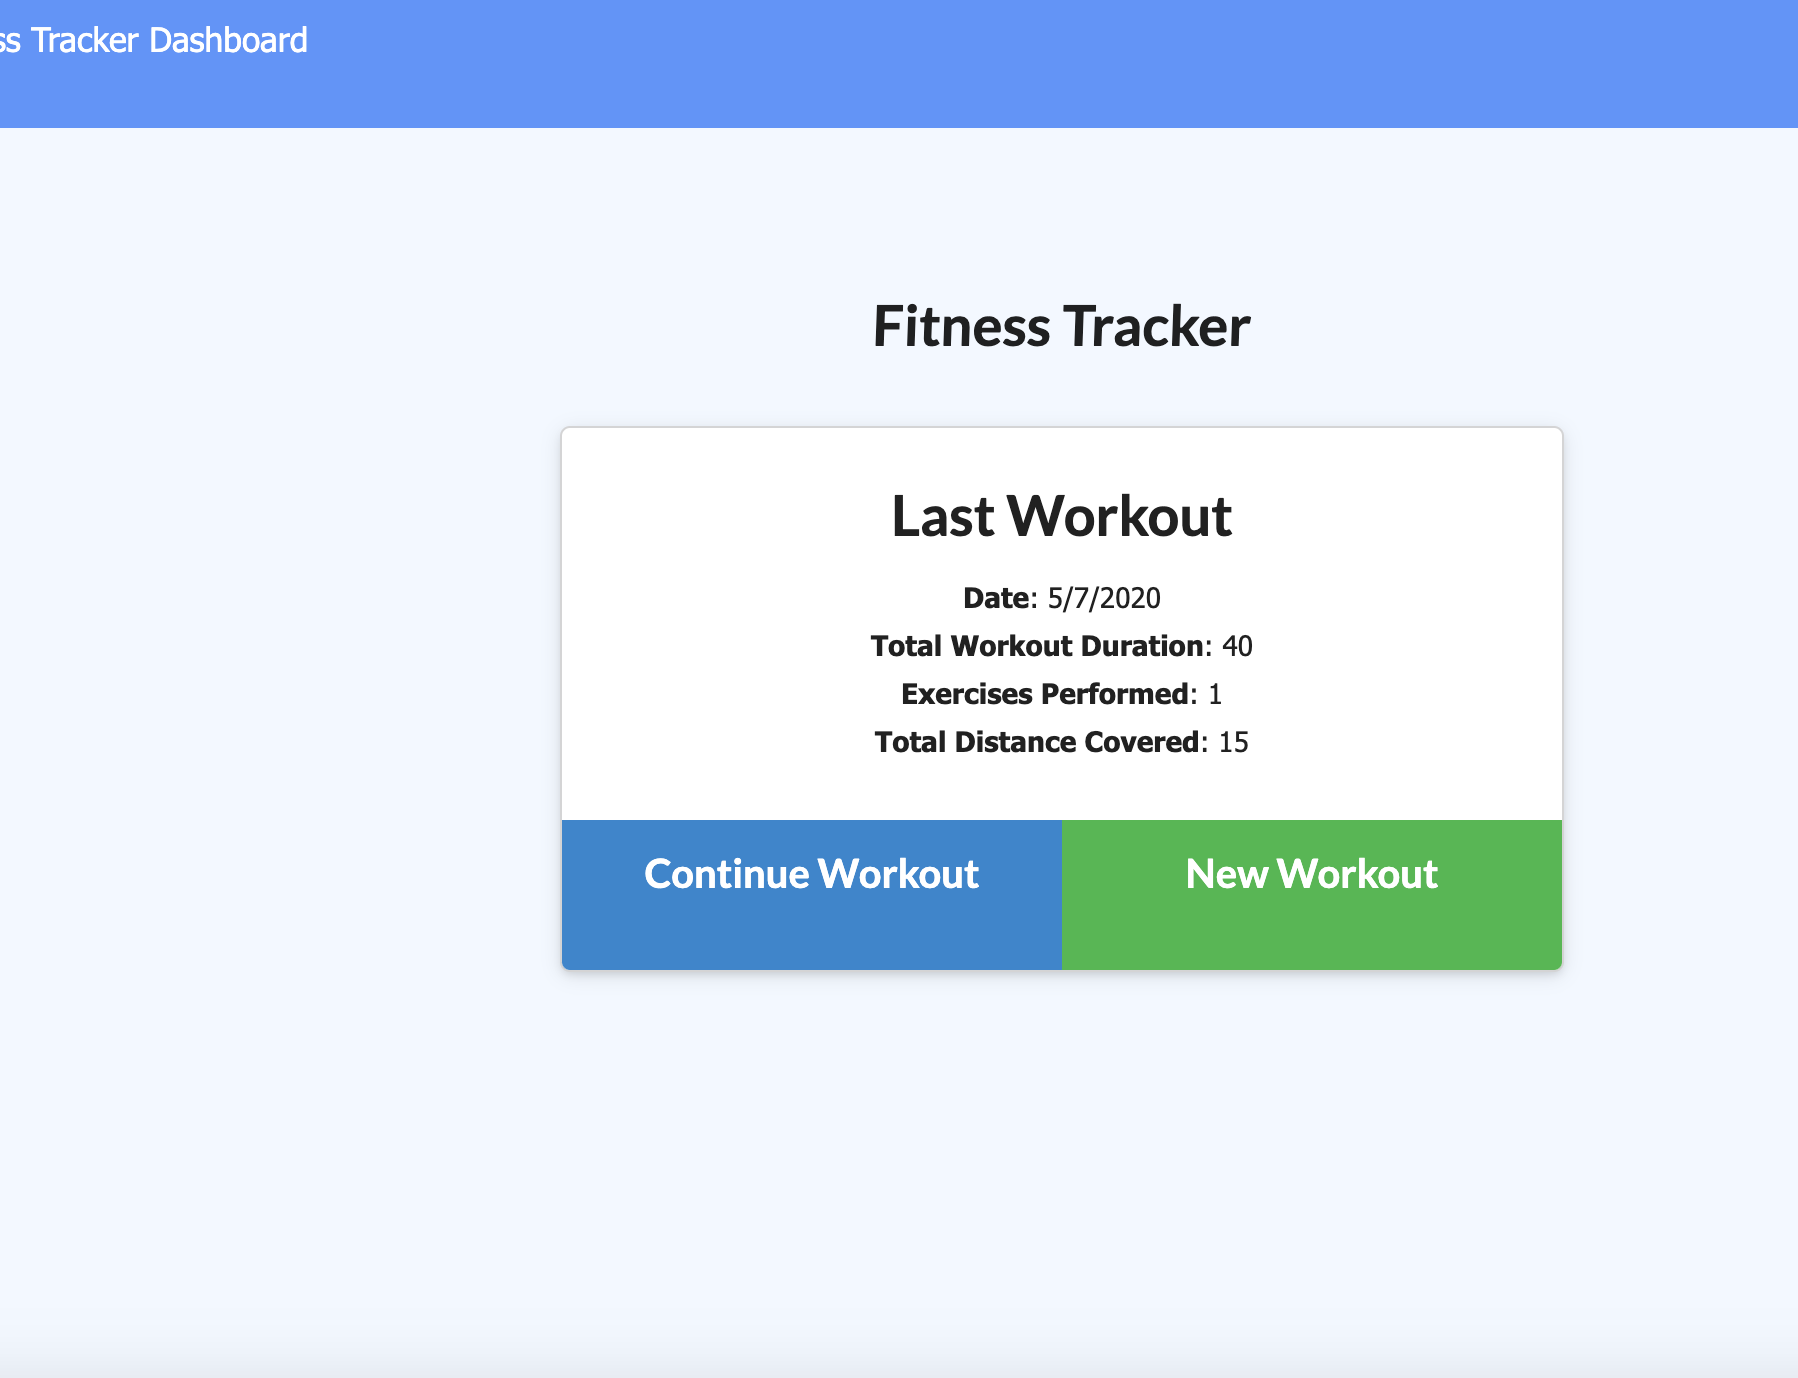 ss Tracker Dashboard
Fitness Tracker
Last Workout
Date: 5/7/2020
Total Workout Duration: 40
Exercises Performed: 1
Total Distance Covered: 15
Continue Workout
New Workout